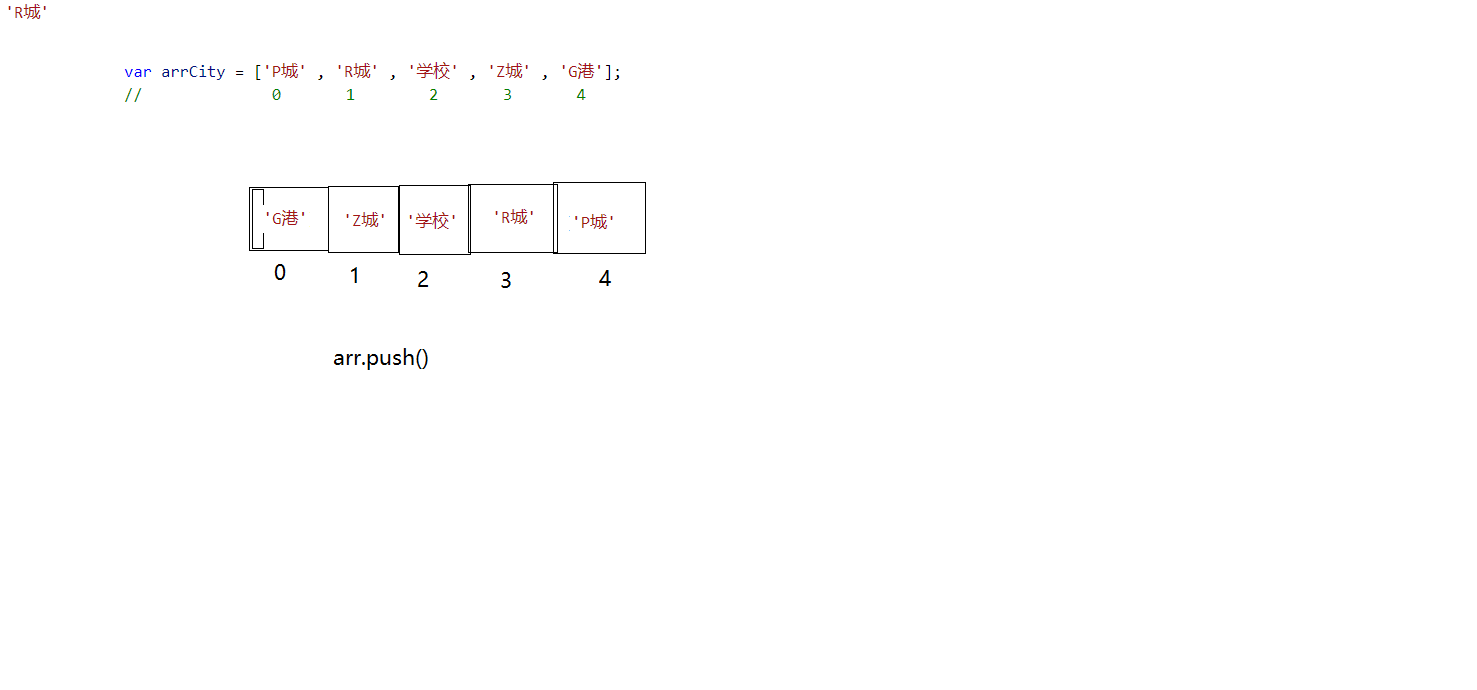 'R城'
var arrCity = ['P城' , 'R城' , '学校' , 'Z城' , 'G港'];
// 0 1 2 3 4
'G港' 'Z城' '学校' 'R城' 'P城'
0 1 2 3 4
arr.push()